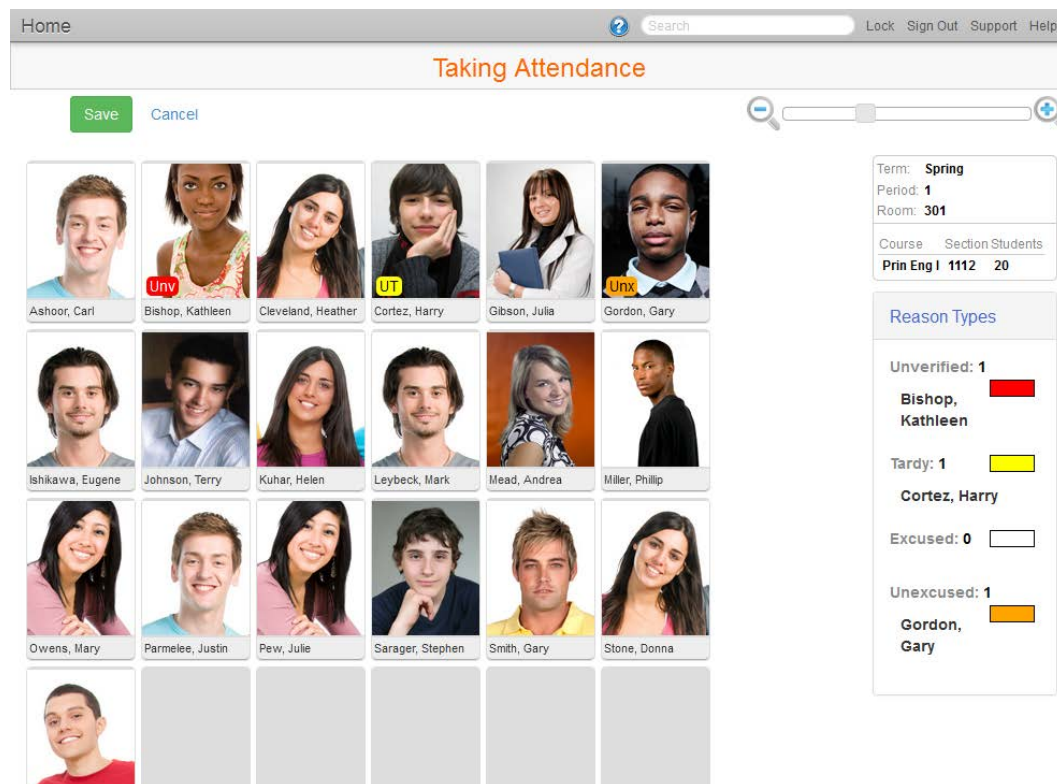 Home
Search
Lock Sign Out Support Help
Taking Attendance
Save Cancel
Unv
UT
Unx
Ashoor, Carl
Bishop, Kathleen
Cleveland, Heather
Cortez, Harry
Gibson, Julia
Gordon, Gary
Ishikawa, Eugene
Johnson, Terry
Kuhar, Helen
Leybeck, Mark
Mead, Andrea
Miller, Phillip
Owens, Mary
Parmelee, Justin
Pew, Julie
Sarager, Stephen
Smith, Gary
Stone, Donna
Term: Spring
Period: 1
Room: 301
Course Section Students
Prin Eng I 1112 20
Reason Types
Unverified: 1
Bishop,
Kathleen
Tardy: 1
Cortez, Harry
Excused: 0
Unexcused: 1
Gordon,
Gary